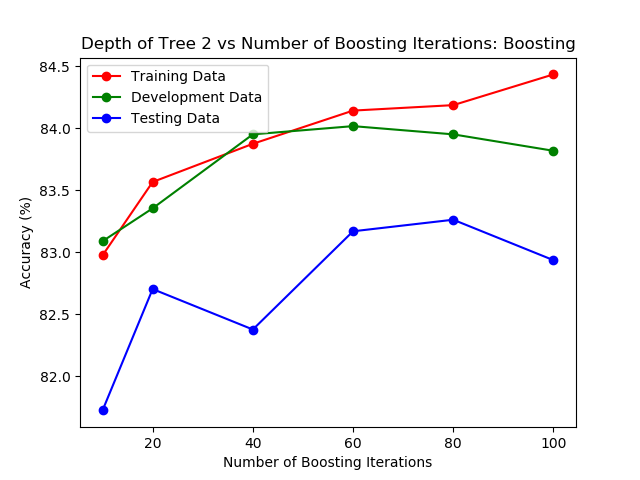 Depth of Tree 2 vs Number of Boosting Iterations: Boosting
84.5
84.0
83.5
83.0
82.5
82.0
Accuracy (%)
Training Data
Development Data
Testing Data
20
40
60
80
100
Number of Boosting Iterations